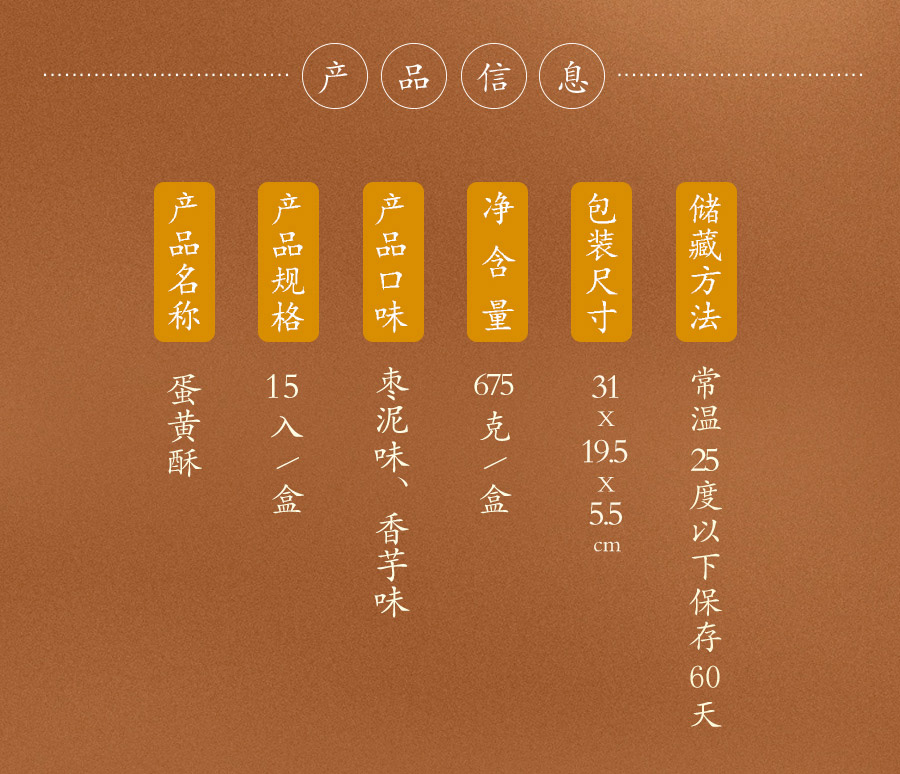 产品信息
产品名称
蛋黄酥
产品规格
15入/盒
产品口味
枣泥味、香芋味
净含量
675克/盒
包装尺寸
31X19.5X5.5cm
储藏方法
常温25度以下保存60天